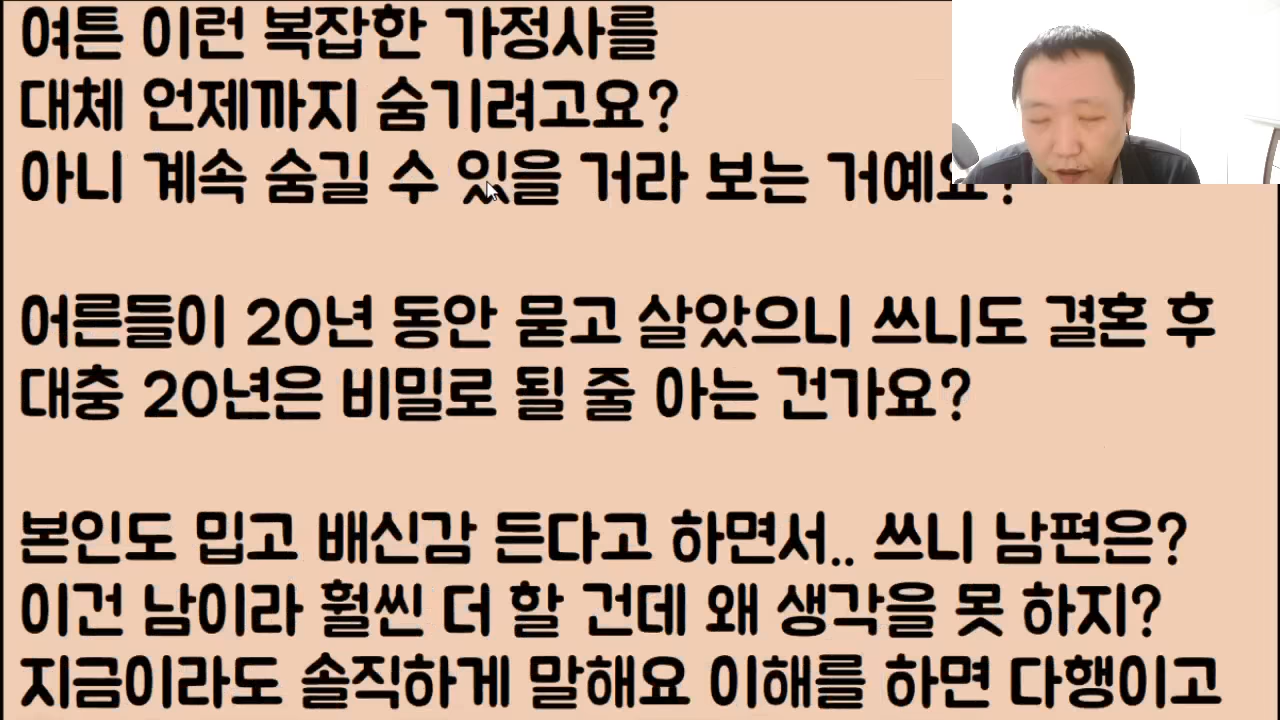 여튼 이런 복잡한 가정사를
대체 언제까지 숨기려고요?
아니 계속 숨길 수 있을 거라 보는 거예요?
어른들이 20년 동안 묻고 살았으니 쓰니도 결혼 후
대충 20년은 비밀로 될 줄 아는 건가요?
본인도 밉고 배신감 든다고 하면서.. 쓰니 남편은?
이건 남이라 훨씬 더 할 건데 왜 생각을 못 하지?
지금이라도 솔직하게 말해요 이해를 하면 다행이고